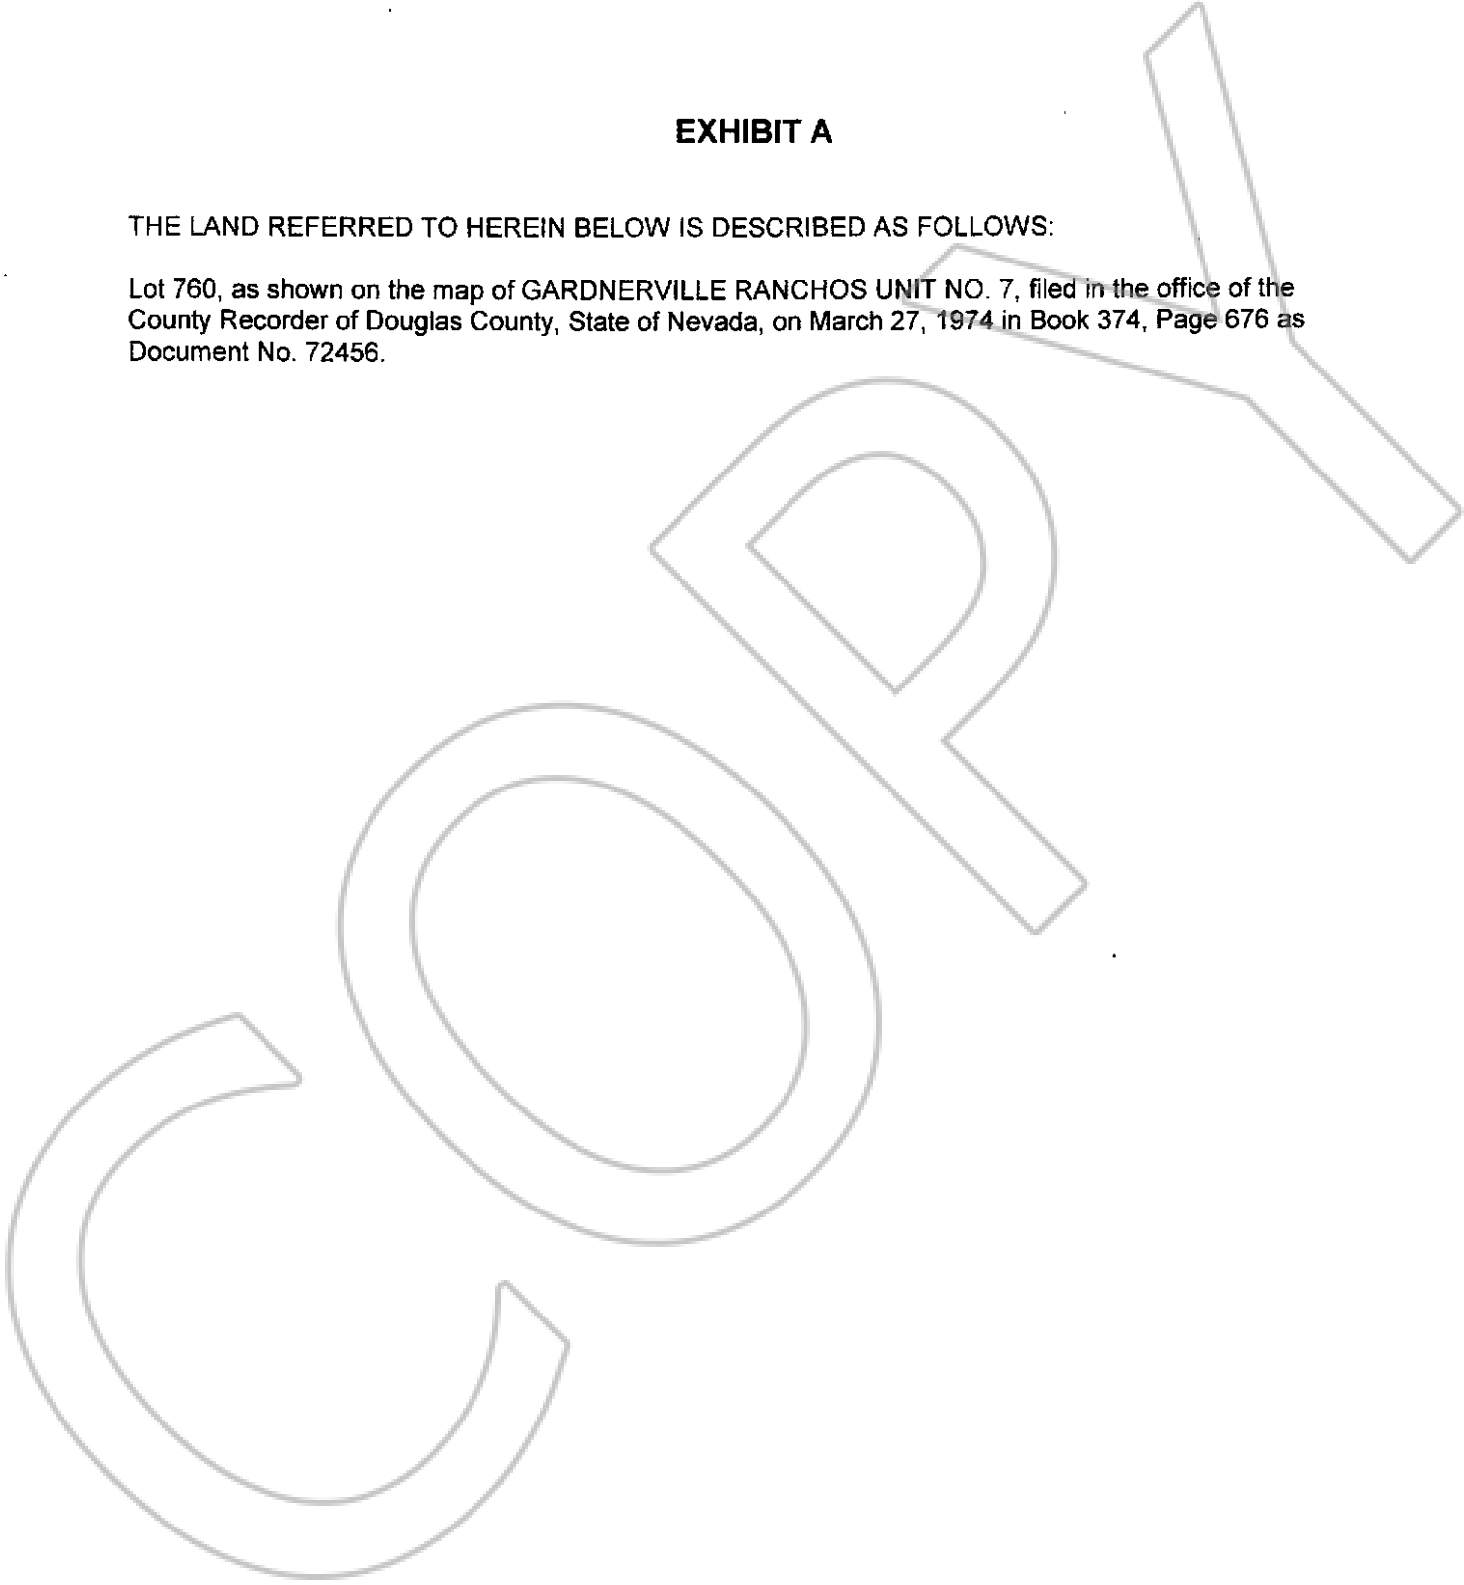 EXHIBIT A
THE LAND REFERRED TO HEREIN BELOW IS DESCRIBED AS FOLLOWS:
Lot 760, as shown on the map of GARDNERVILLE RANCHOS UNIT NO. 7, filed in the office of the
County Recorder of Douglas County, State of Nevada, on March 27, 1974 in Book 374, Page 676 as
Document No. 72456.
COPY